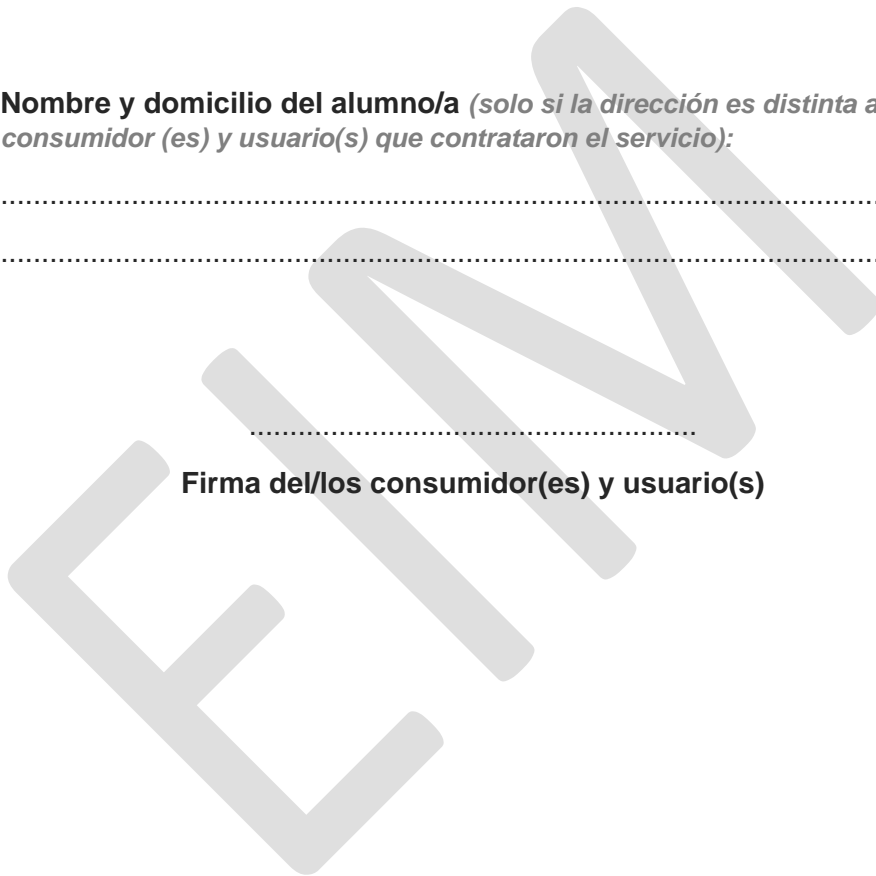 Nombre y domicilio del alumno/a (solo si la dirección es distinta a
consumidor (es) y usuario(s) que contrataron el servicio):
................................................................................................................
................................................................................................................
.......................................................
Firma del/los consumidor(es) y usuario(s)
EIM